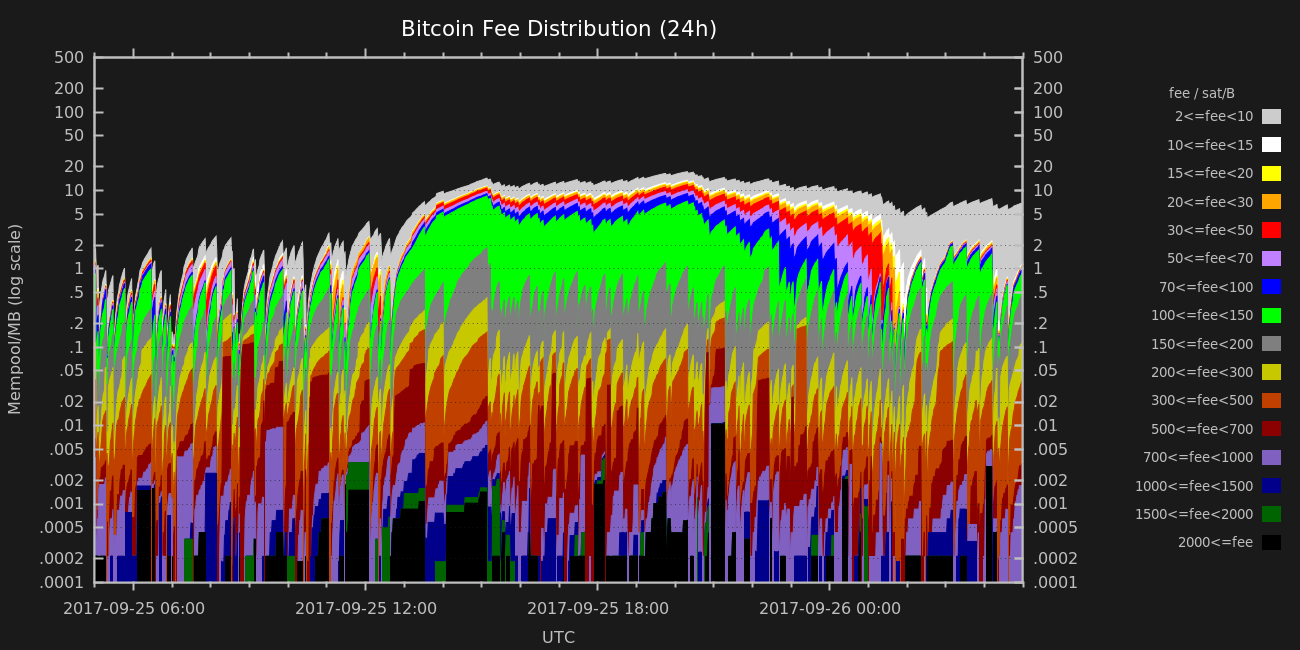 Bitcoin Fee Distribution (24h)
500 500
200 200
100 100
50 50
20 20
10 10
5 5
2 2
1 1
.5 .5
.2 .2
.1 .1
.05 .05
.02 .02
.01 .01
.005 .005
.002 .002
.001 .001
.0005 .0005
.0002 .0002
.0001 .0001
Mempool/MB (log scale)
2017-09-25 06:00 2017-09-25 12:00 2017-09-25 18:00 2017-09-26 00:00
UTC
fee / sat/B
2<=fee<10
10<=fee<15
15<=fee<20
20<=fee<30
30<=fee<50
50<=fee<70
70<=fee<100
100<=fee<150
150<=fee<200
200<=fee<300
300<=fee<500
500<=fee<700
700<=fee<1000
1000<=fee<1500
1500<=fee<2000
2000<=fee